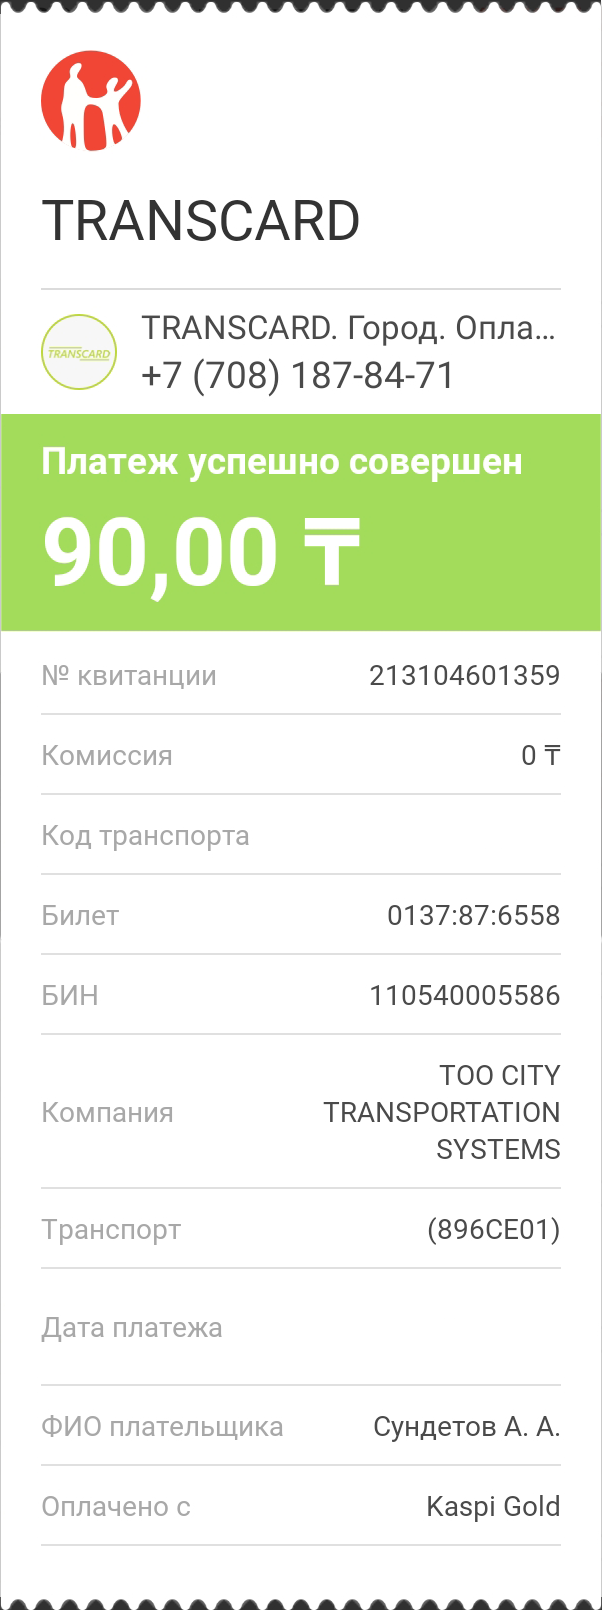 TRANSCARD
TRANSCARD
TRANSCARD. Город. Опла...
+7 (708) 187-84-71
Платеж успешно совершен
90,00 ₸
№ квитанции 213104601359
Комиссия 0 ₸
Код транспорта
Билет 0137:87:6558
БИН 110540005586
Компания ТОО CITY TRANSPORTATION SYSTEMS
Транспорт (896CE01)
Дата платежа
ФИО плательщика Сундетов А. А.
Оплачено с Kaspi Gold